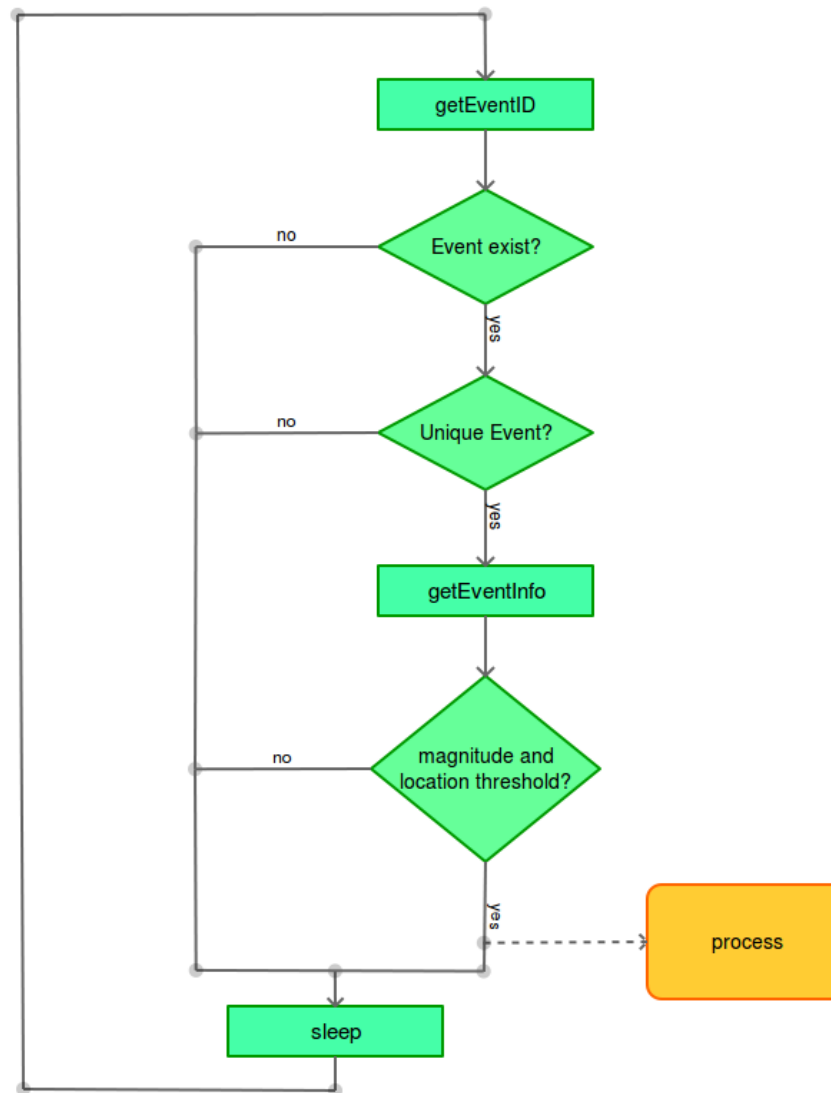 getEventID
no
Event exist?
yes
no
Unique Event?
yes
getEventInfo
no
magnitude and
location threshold?
yes
process
sleep